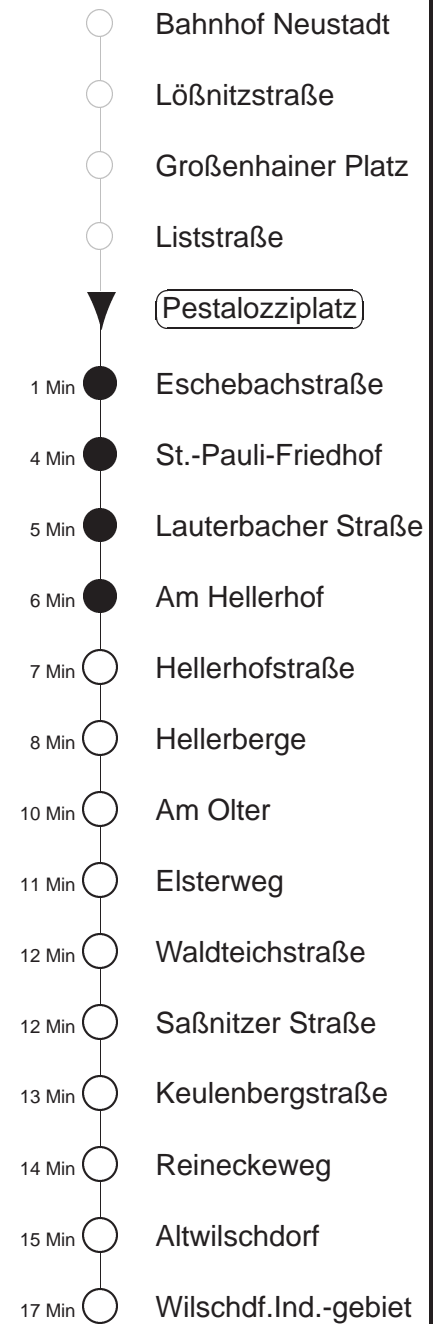 Bahnhof Neustadt
Lößnitzstraße
Großenhainer Platz
Liststraße
Pestalozziplatz
1 Min Eschebachstraße
4 Min St.-Pauli-Friedhof
5 Min Lauterbacher Straße
6 Min Am Hellerhof
7 Min Hellerhofstraße
8 Min Hellerberge
10 Min Am Olter
11 Min Elsterweg
12 Min Waldteichstraße
12 Min Saßnitzer Straße
13 Min Keulenbergstraße
14 Min Reineckeweg
15 Min Altwilschdorf
17 Min Wilschdf.Ind.-gebiet